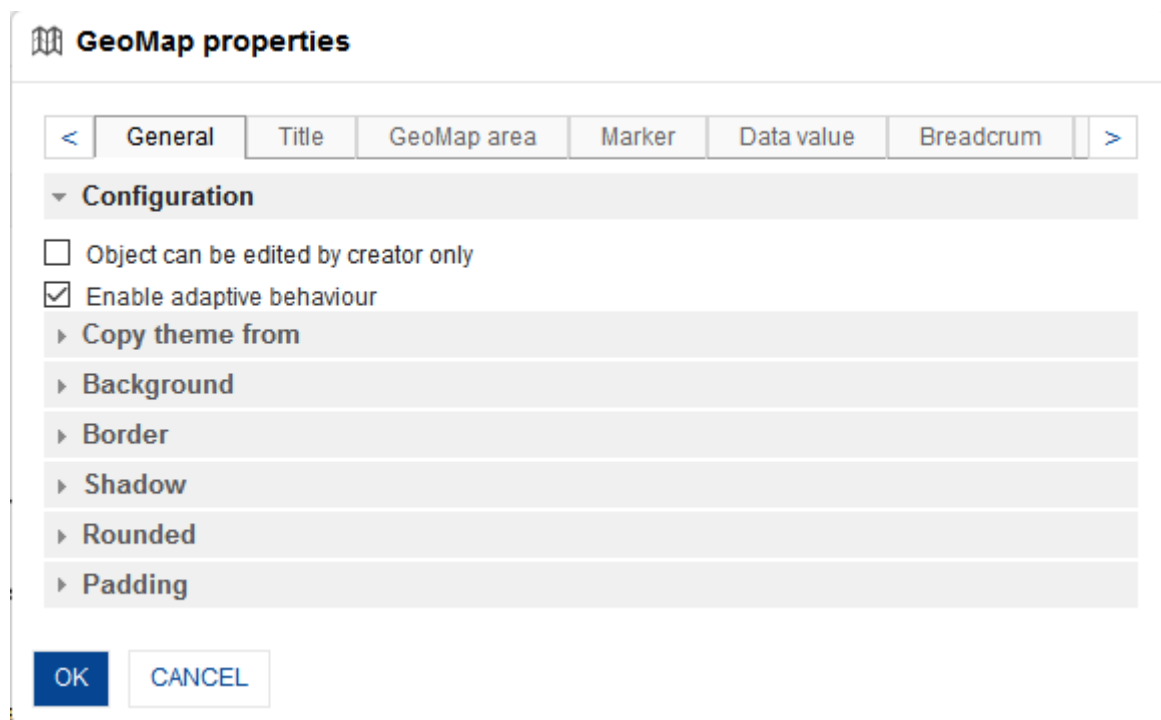 GeoMap properties
< General Title GeoMap area Marker Data value Breadcrum >
Configuration
Object can be edited by creator only
Enable adaptive behaviour
Copy theme from
Background
Border
Shadow
Rounded
Padding
OK CANCEL